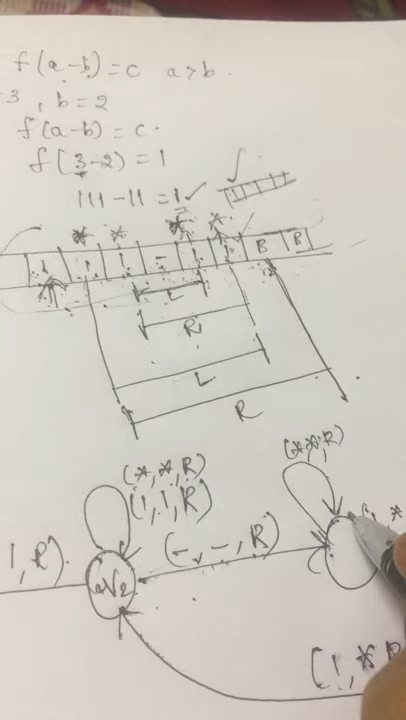 f(a-b) = c a>b.
3, b = 2
f(a-b) = c.
f(3-2) = 1
111-11 = 1 ✓
* * * *
1 1 1 - 1 1 B B
L
R
L
R
(*,*,R)
(*,*,R)
(1,1,R)
(-,-,R)
1,R)
q2
(1,*R